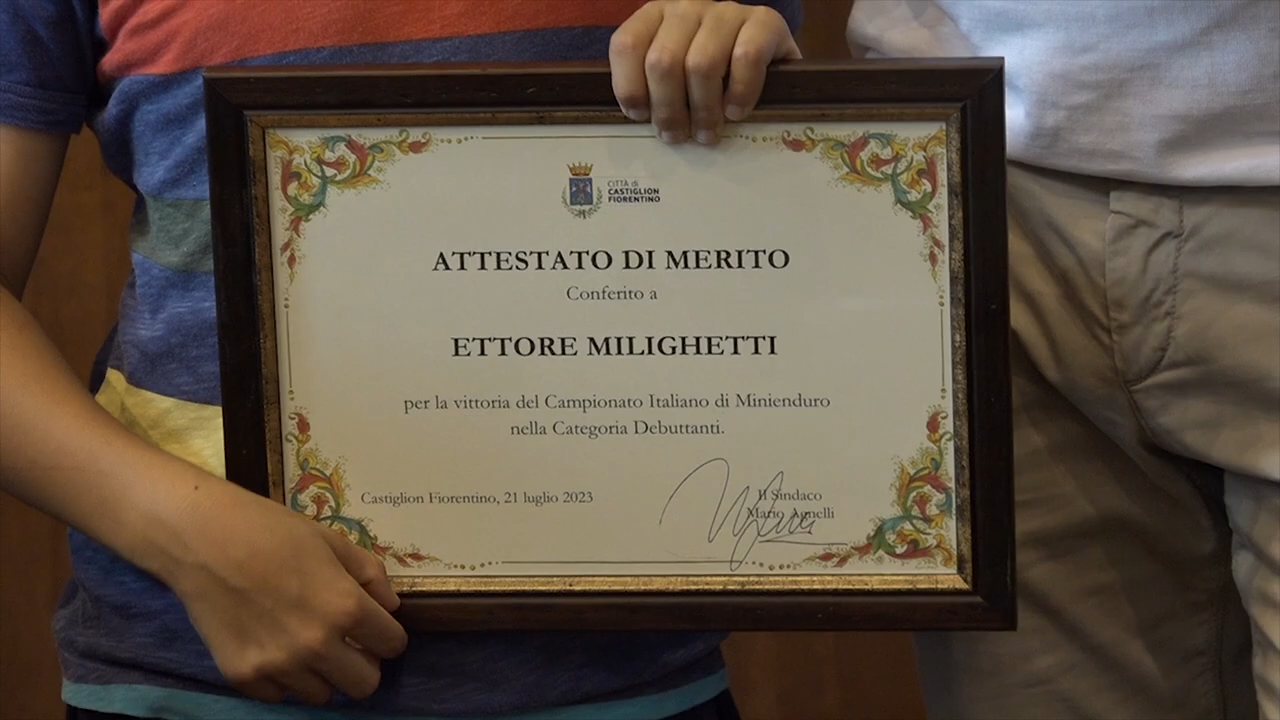 CITTÀ di
CASTIGLION
FIORENTINO
ATTESTATO DI MERITO
Conferito a
ETTORE MILIGHETTI
per la vittoria del Campionato Italiano di Minienduro
nella Categoria Debuttanti.
Castiglion Fiorentino, 21 luglio 2023
Il Sindaco
Mario Agnelli